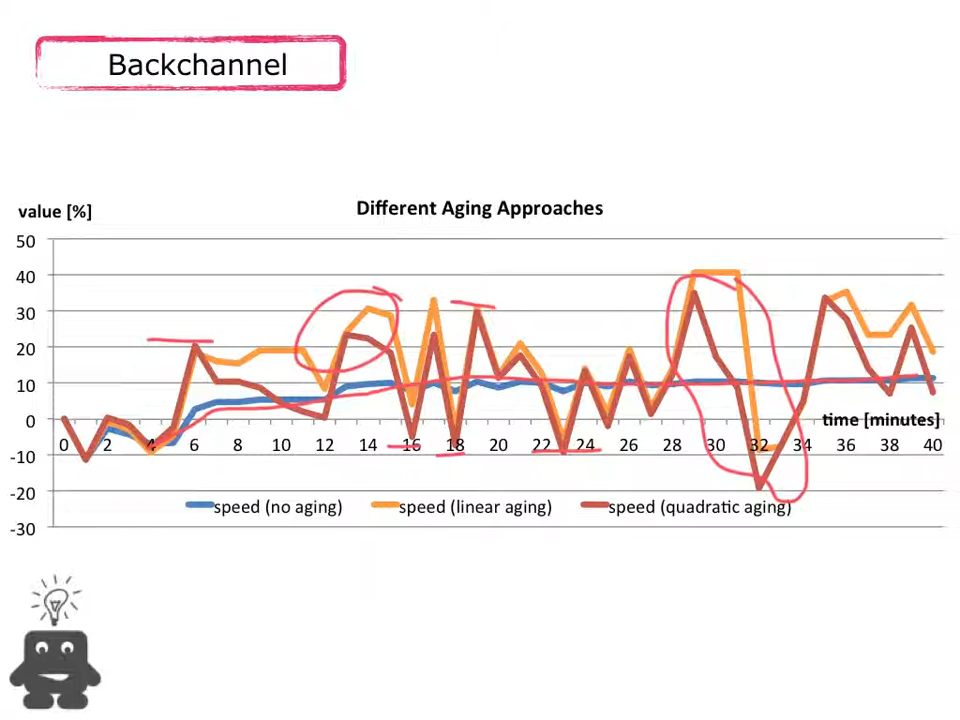 Backchannel
Different Aging Approaches
value [%]
50
40
30
20
10
0
-10
-20
-30
time [minutes]
0 2 4 6 8 10 12 14 16 18 20 22 24 26 28 30 32 34 36 38 40
speed (no aging) speed (linear aging) speed (quadratic aging)